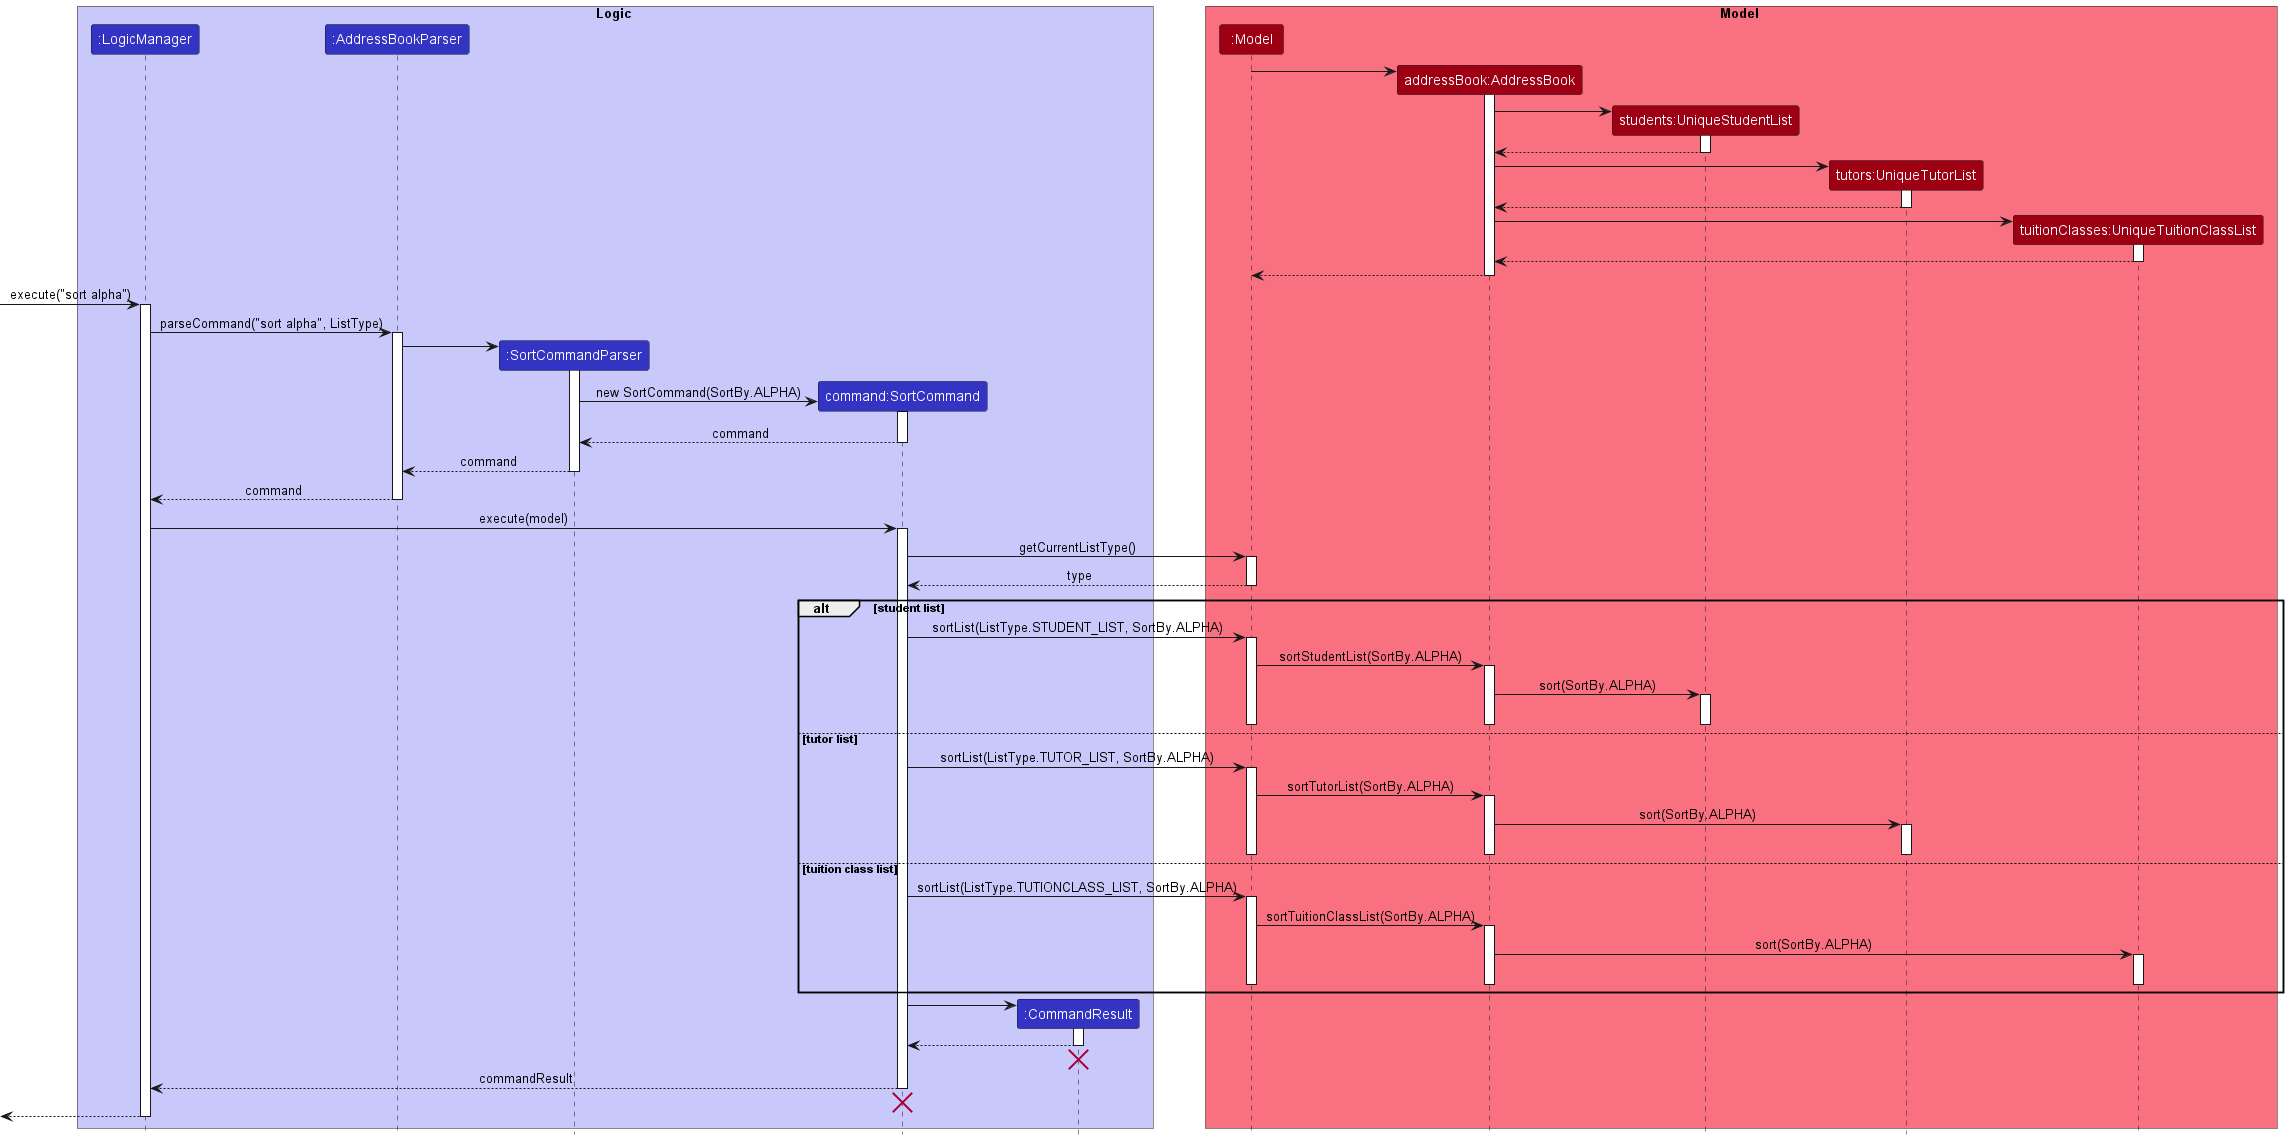 Logic
Model
:LogicManager
:AddressBookParser
:Model
addressBook:AddressBook
students:UniqueStudentList
tutors:UniqueTutorList
tuitionClasses:UniqueTuitionClassList
execute("sort alpha")
parseCommand("sort alpha", ListType)
:SortCommandParser
new SortCommand(SortBy.ALPHA)
command:SortCommand
command
command
command
execute(model)
getCurrentListType()
type
alt
[student list]
sortList(ListType.STUDENT_LIST, SortBy.ALPHA)
sortStudentList(SortBy.ALPHA)
sort(SortBy.ALPHA)
[tutor list]
sortList(ListType.TUTOR_LIST, SortBy.ALPHA)
sortTutorList(SortBy.ALPHA)
sort(SortBy.ALPHA)
[tuition class list]
sortList(ListType.TUTIONCLASS_LIST, SortBy.ALPHA)
sortTuitionClassList(SortBy.ALPHA)
sort(SortBy.ALPHA)
:CommandResult
commandResult